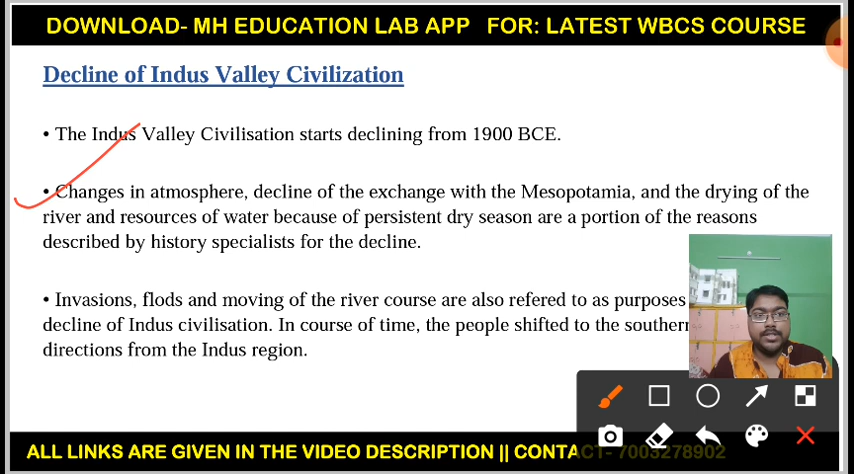 DOWNLOAD- MH EDUCATION LAB APP FOR: LATEST WBCS COURSE
Decline of Indus Valley Civilization
• The Indus Valley Civilisation starts declining from 1900 BCE.
• Changes in atmosphere, decline of the exchange with the Mesopotamia, and the drying of the
river and resources of water because of persistent dry season are a portion of the reasons
described by history specialists for the decline.
• Invasions, flods and moving of the river course are also refered to as purposes
decline of Indus civilisation. In course of time, the people shifted to the southern
directions from the Indus region.
ALL LINKS ARE GIVEN IN THE VIDEO DESCRIPTION || CONTACT- 7003278902